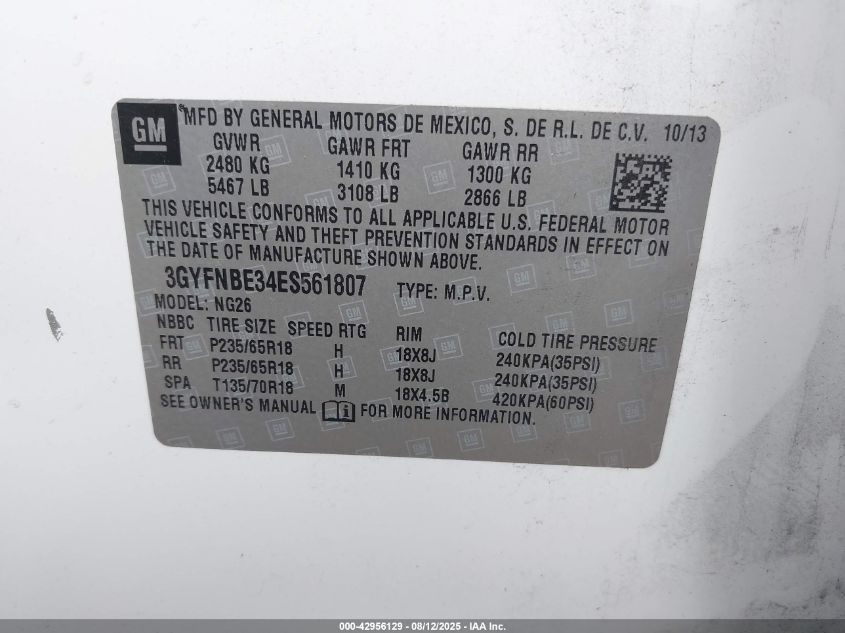 GM
®MFD BY GENERAL MOTORS DE MEXICO, S. DE R.L. DE C.V. 10/13
GVWR GAWR FRT GAWR RR
2480 KG 1410 KG 1300 KG
5467 LB 3108 LB 2866 LB
THIS VEHICLE CONFORMS TO ALL APPLICABLE U.S. FEDERAL MOTOR
VEHICLE SAFETY AND THEFT PREVENTION STANDARDS IN EFFECT ON
THE DATE OF MANUFACTURE SHOWN ABOVE.
3GYFNBE34ES561807 TYPE: M.P.V.
MODEL: NG26
NBBC TIRE SIZE SPEED RTG RIM COLD TIRE PRESSURE
FRT P235/65R18 H 18X8J 240KPA(35PSI)
RR P235/65R18 H 18X8J 240KPA(35PSI)
SPA T135/70R18 M 18X4.5B 420KPA(60PSI)
SEE OWNER'S MANUAL FOR MORE INFORMATION.
000-42956129 - 08/12/2025 - IAA Inc.